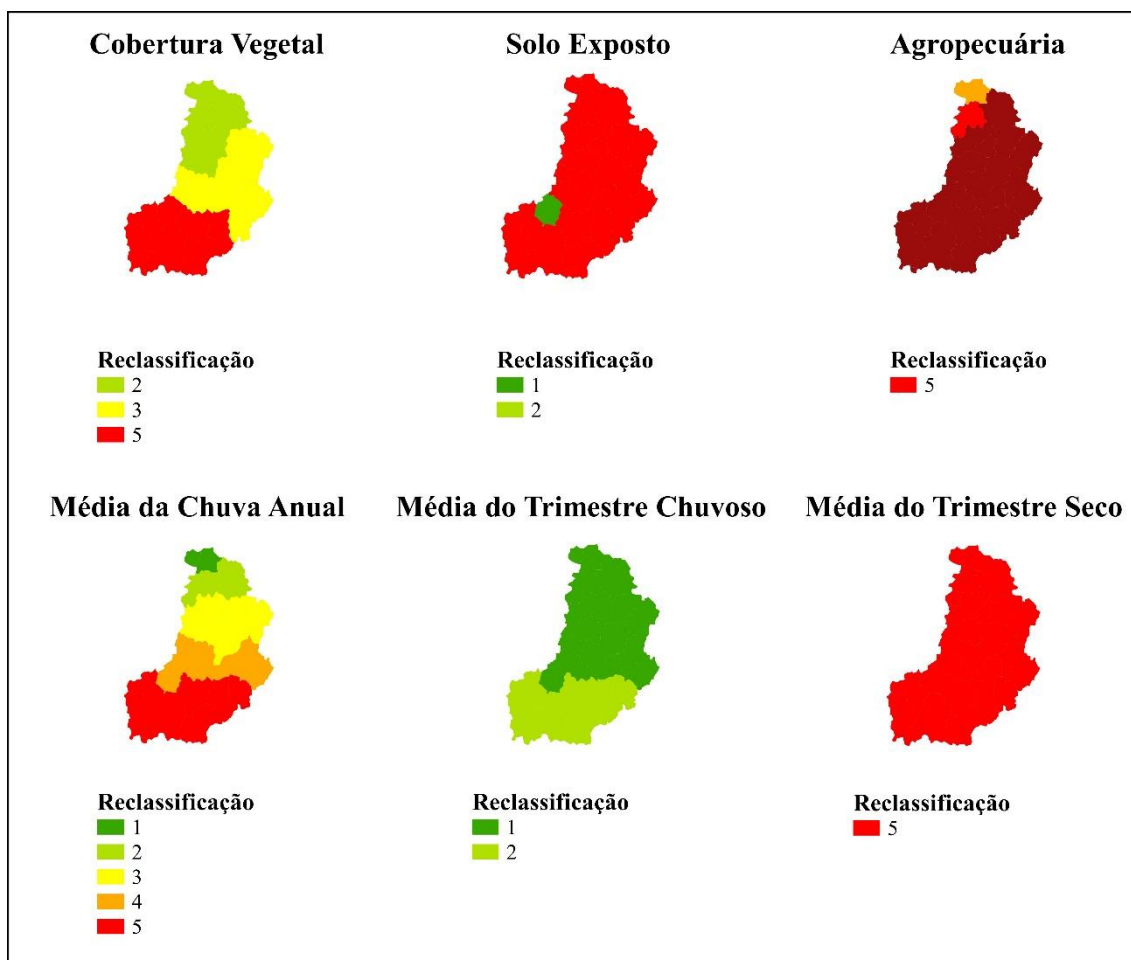 Cobertura Vegetal
Solo Exposto
Agropecuária
Reclassificação
2
3
5
Reclassificação
1
2
Reclassificação
5
Média da Chuva Anual
Média do Trimestre Chuvoso
Média do Trimestre Seco
Reclassificação
1
2
3
4
5
Reclassificação
1
2
Reclassificação
5